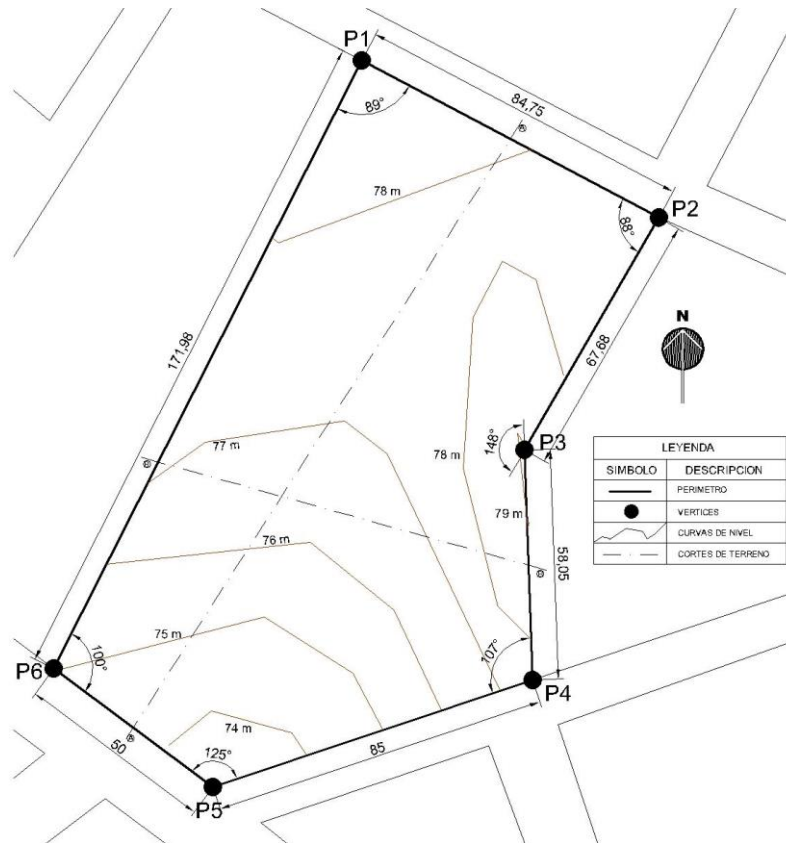 P1
84,75
89°
78 m
P2
88°
171,98
67,68
N
77 m
78 m
148°
P3
79 m
58,05
LEYENDA
SIMBOLO DESCRIPCION
PERIMETRO
VERTICES
CURVAS DE NIVEL
CORTES DE TERRENO
76 m
75 m
P6
100°
107°
P4
74 m
125°
50
85
P5